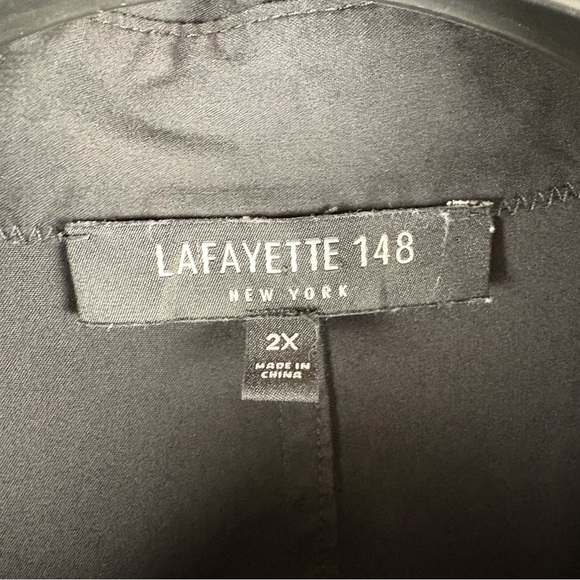 LAFAYETTE 148
NEW YORK
2X
MADE IN
CHINA